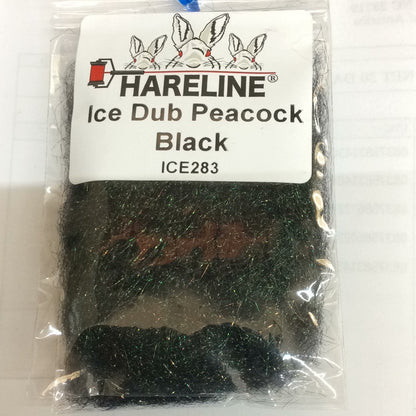 HARELINE®
Ice Dub Peacock
Black
ICE283